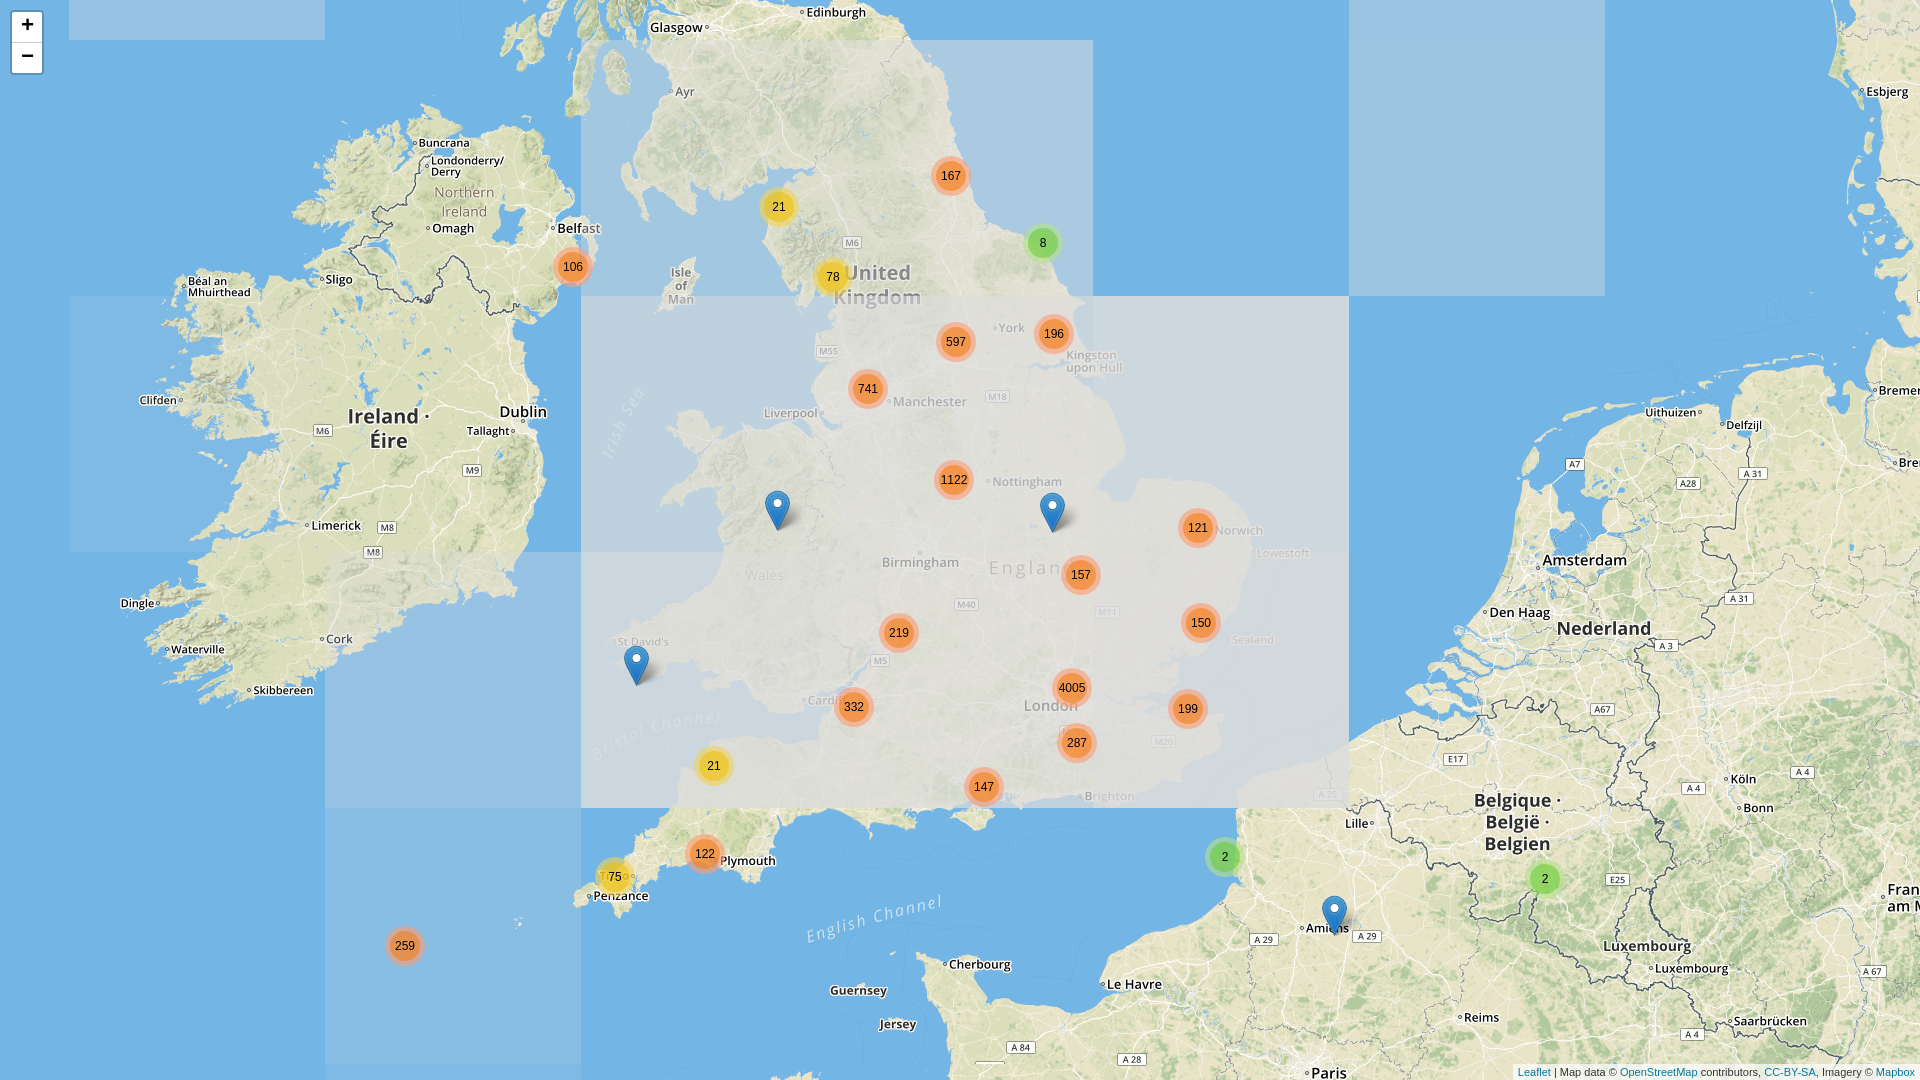 +
−
Glasgow
Edinburgh
Ayr
Esbjerg
Buncrana
Londonderry/
Derry
Northern
Ireland
Omagh
Belfast
167
21
M6
8
106
78
United
Kingdom
Isle
of
Man
Sligo
Béal an
Mhuirthead
York
196
597
M55
Kingston
upon Hull
741
Manchester
M18
Liverpool
Irish Sea
Clifden
Ireland ·
Éire
M6
Dublin
Tallaght
M9
Uithuizen
Delfzijl
Breme
Bre
A7
A 31
A28
1122
Nottingham
121
Norwich
Lowestoft
Limerick
M8
M8
Birmingham
Wales
Englan
157
Amsterdam
A 31
Den Haag
Nederland
A 3
Dingle
M40
M11
150
Sealand
219
St David's
Cork
Waterville
Skibbereen
M5
4005
London
199
Cardif
332
287
M20
A67
Bristol Channel
21
147
Brighton
A 25
E17
Köln
A 4
A 4
Bonn
Belgique ·
België ·
Belgien
Lille
122
Plymouth
75
Penzance
2
2
E25
Fran
am M
English Channel
Amiens
A 29
A 29
259
Luxembourg
Luxembourg
A 67
Cherbourg
Guernsey
Le Havre
Jersey
Reims
Saarbrücken
A 84
A 28
A 4
Paris
Leaflet | Map data © OpenStreetMap contributors, CC-BY-SA, Imagery © Mapbox